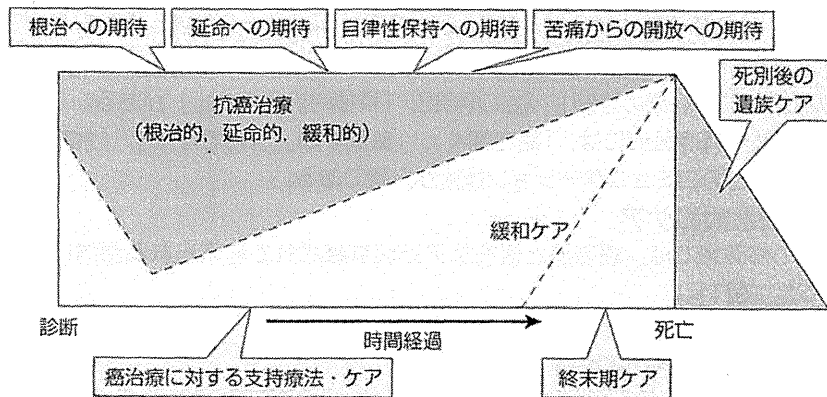 根治への期待
延命への期待
自律性保持への期待
苦痛からの開放への期待
抗癌治療
(根治的, 延命的, 緩和的)
死別後の
遺族ケア
緩和ケア
診断
時間経過
死亡
癌治療に対する支持療法・ケア
終末期ケア